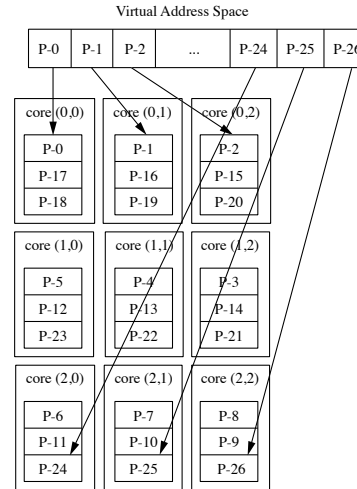 Virtual Address Space
P-0 P-1 P-2 ... P-24 P-25 P-26
core (0,0) core (0,1) core (0,2)
P-0 P-1 P-2
P-17 P-16 P-15
P-18 P-19 P-20
core (1,0) core (1,1) core (1,2)
P-5 P-4 P-3
P-12 P-13 P-14
P-23 P-22 P-21
core (2,0) core (2,1) core (2,2)
P-6 P-7 P-8
P-11 P-10 P-9
P-24 P-25 P-26